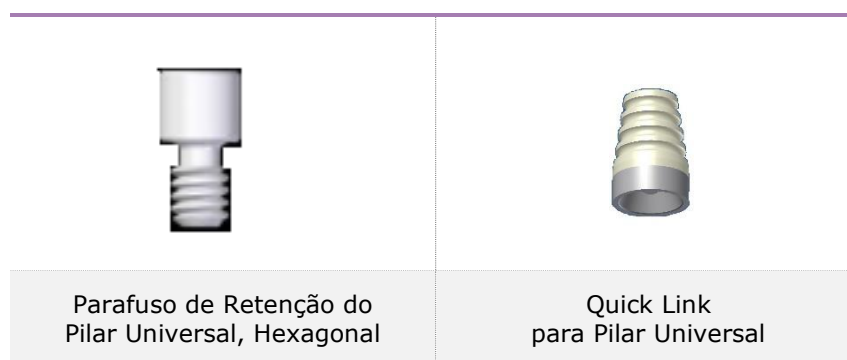 Parafuso de Retenção do
Pilar Universal, Hexagonal
Quick Link
para Pilar Universal